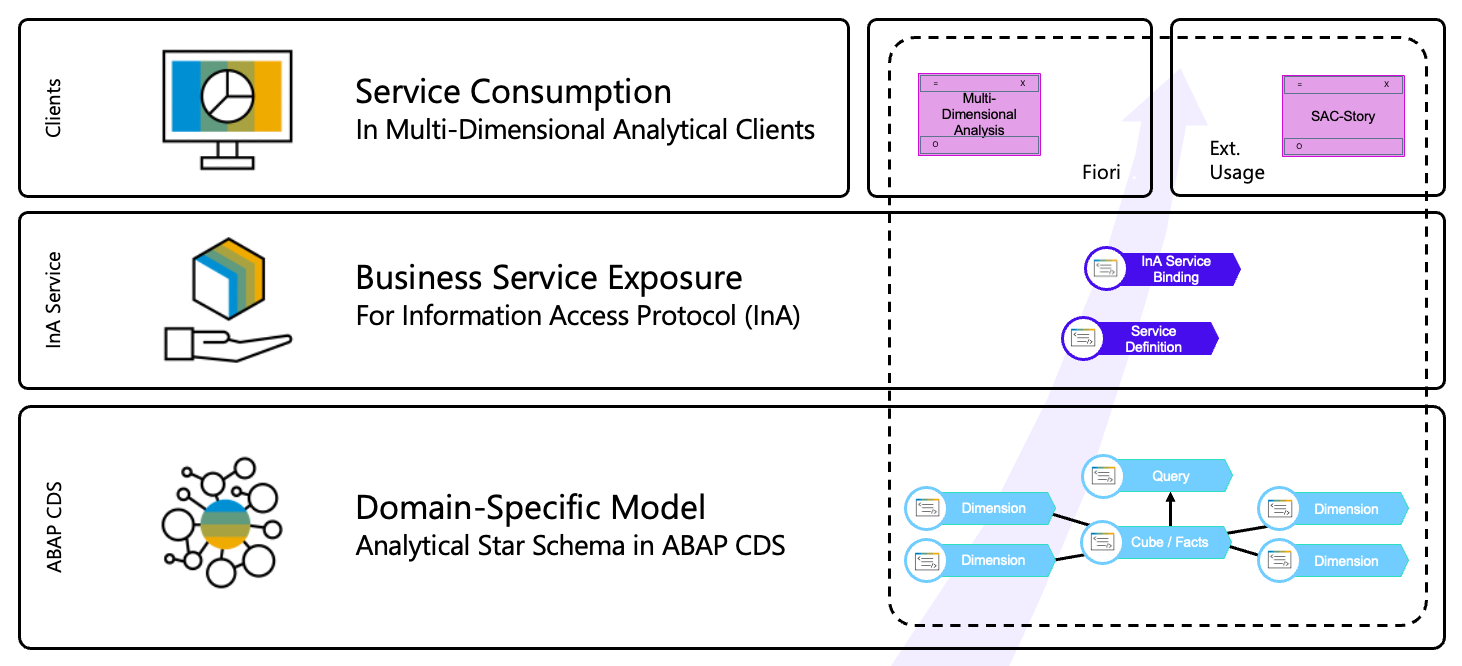 Clients
Service Consumption
In Multi-Dimensional Analytical Clients
= X
Multi-
Dimensional
Analysis
O
Fiori
= X
SAC-Story
O
Ext.
Usage
InA Service
Business Service Exposure
For Information Access Protocol (InA)
InA Service
Binding
Service
Definition
ABAP CDS
Domain-Specific Model
Analytical Star Schema in ABAP CDS
Query
Dimension
Dimension
Cube / Facts
Dimension
Dimension